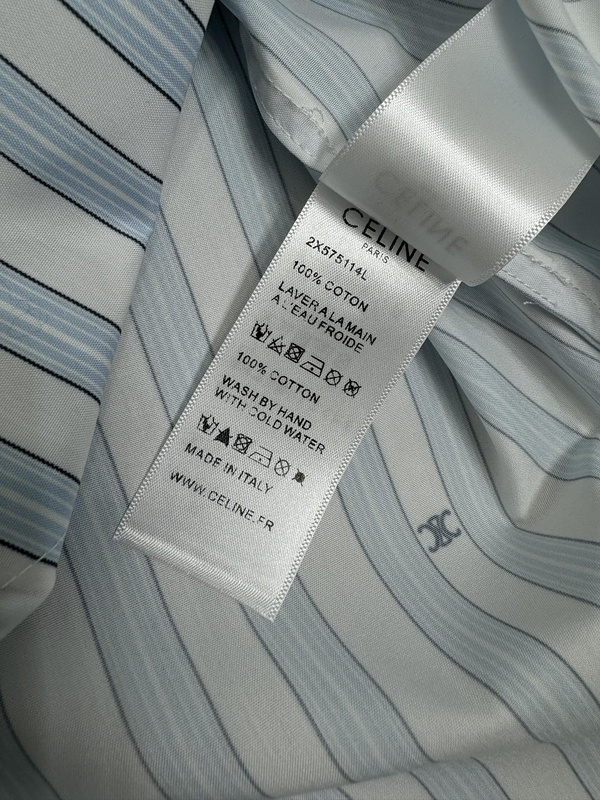 CELINE
PARIS
2X575114L
100% COTON
LAVER A LA MAIN
A L'EAU FROIDE
100% COTTON
WASH BY HAND
WITH COLD WATER
MADE IN ITALY
WWW.CELINE.FR